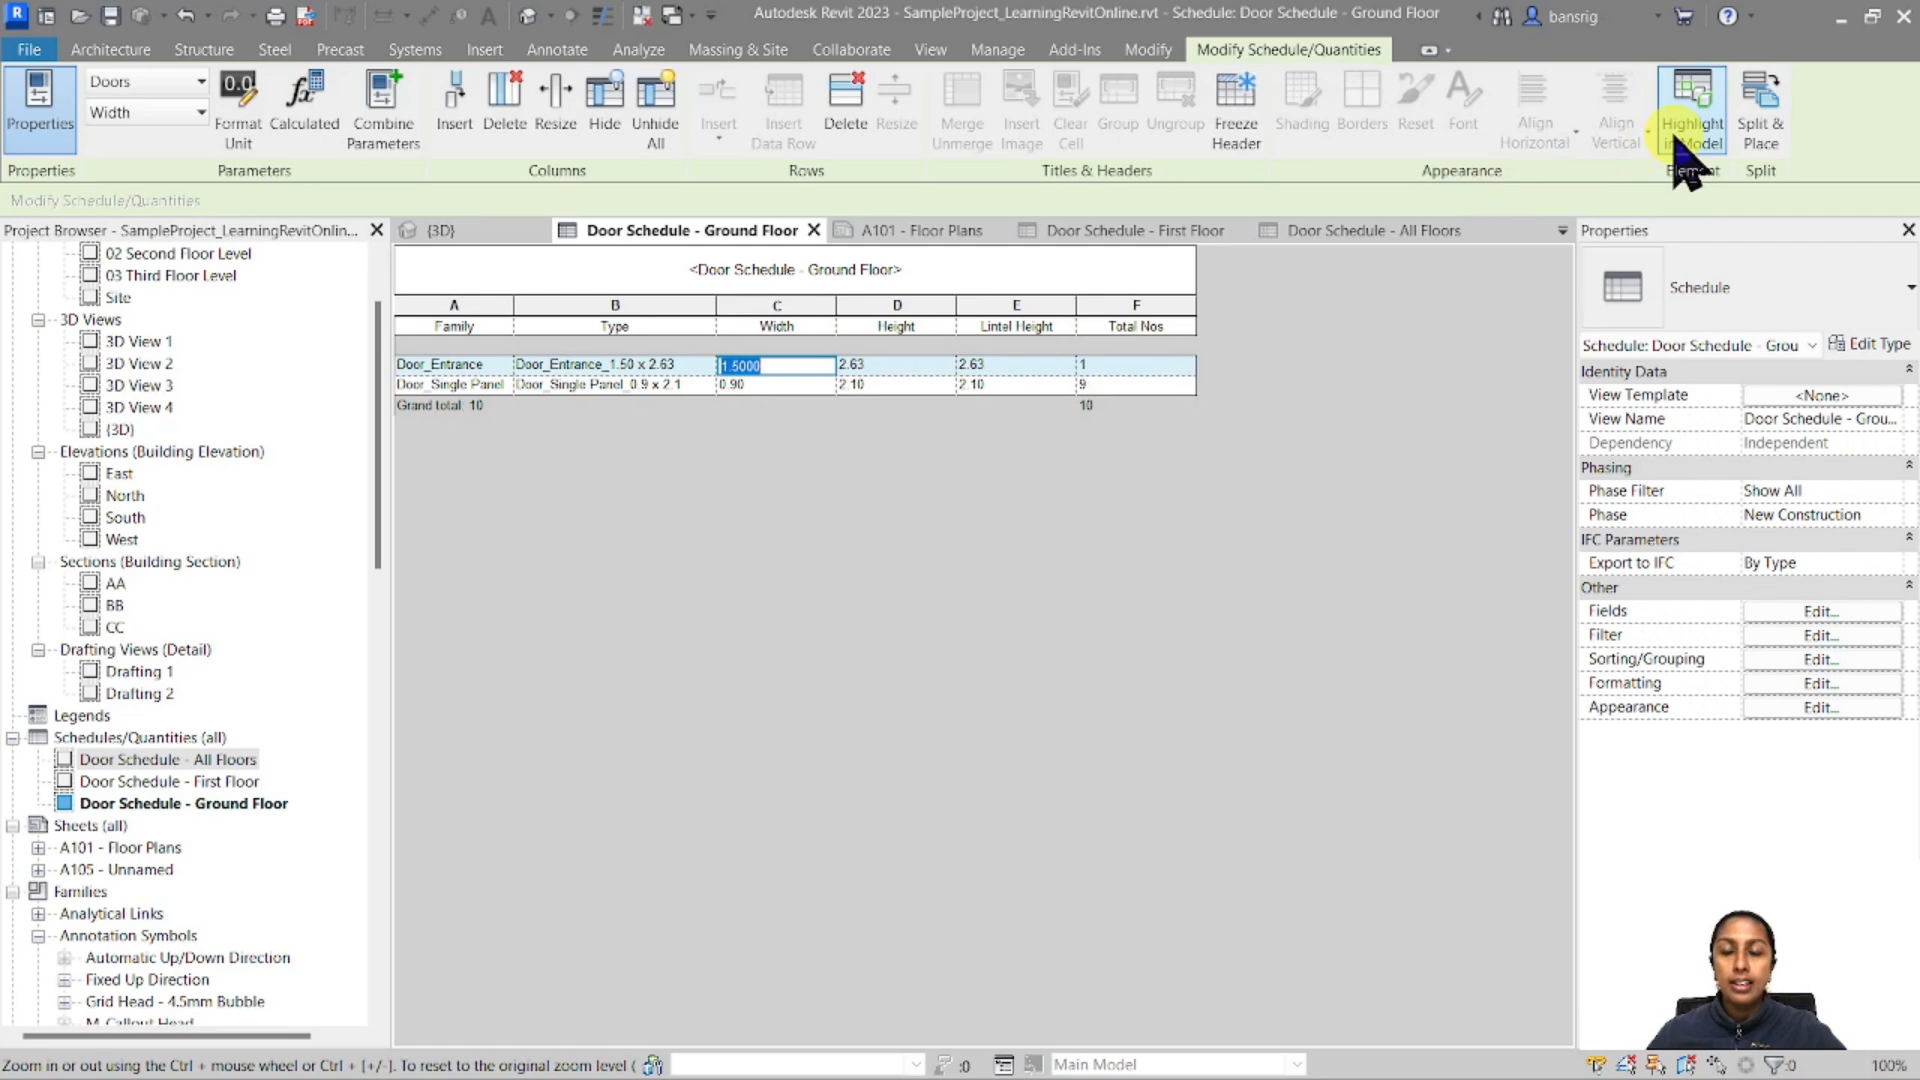 Autodesk Revit 2023 - SampleProject_LearningRevitOnline.rvt - Schedule: Door Schedule - Ground Floor
bansrig
File Architecture Structure Steel Precast Systems Insert Annotate Analyze Massing & Site Collaborate View Manage Add-Ins Modify Modify Schedule/Quantities
Properties
Doors
Width
Format Unit
Calculated
Combine Parameters
Insert
Delete
Resize
Hide
Unhide All
Insert
Insert Data Row
Delete
Resize
Merge Unmerge
Insert Image
Clear Cell
Group
Ungroup
Freeze Header
Shading
Borders
Reset
Font
Align Horizontal
Align Vertical
Highlight in Model
Split & Place
Properties Parameters Columns Rows Titles & Headers Appearance Element Split
Modify Schedule/Quantities
Project Browser - SampleProject_LearningRevitOnlin...
02 Second Floor Level
03 Third Floor Level
Site
3D Views
3D View 1
3D View 2
3D View 3
3D View 4
{3D}
Elevations (Building Elevation)
East
North
South
West
Sections (Building Section)
AA
BB
CC
Drafting Views (Detail)
Drafting 1
Drafting 2
Legends
Schedules/Quantities (all)
Door Schedule - All Floors
Door Schedule - First Floor
Door Schedule - Ground Floor
Sheets (all)
A101 - Floor Plans
A105 - Unnamed
Families
Analytical Links
Annotation Symbols
Automatic Up/Down Direction
Fixed Up Direction
Grid Head - 4.5mm Bubble
M_Callout Head
{3D} Door Schedule - Ground Floor A101 - Floor Plans Door Schedule - First Floor Door Schedule - All Floors
<Door Schedule - Ground Floor>
A B C D E F
Family Type Width Height Lintel Height Total Nos
Door_Entrance Door_Entrance_1.50 x 2.63 1.5000 2.63 2.63 1
Door_Single Panel Door_Single Panel_0.9 x 2.1 0.90 2.10 2.10 9
Grand total: 10 10
Properties
Schedule
Schedule: Door Schedule - Grou Edit Type
Identity Data
View Template <None>
View Name Door Schedule - Grou...
Dependency Independent
Phasing
Phase Filter Show All
Phase New Construction
IFC Parameters
Export to IFC By Type
Other
Fields Edit...
Filter Edit...
Sorting/Grouping Edit...
Formatting Edit...
Appearance Edit...
Zoom in or out using the Ctrl + mouse wheel or Ctrl + [+/-]. To reset to the original zoom level (
:0
Main Model
:0
100%